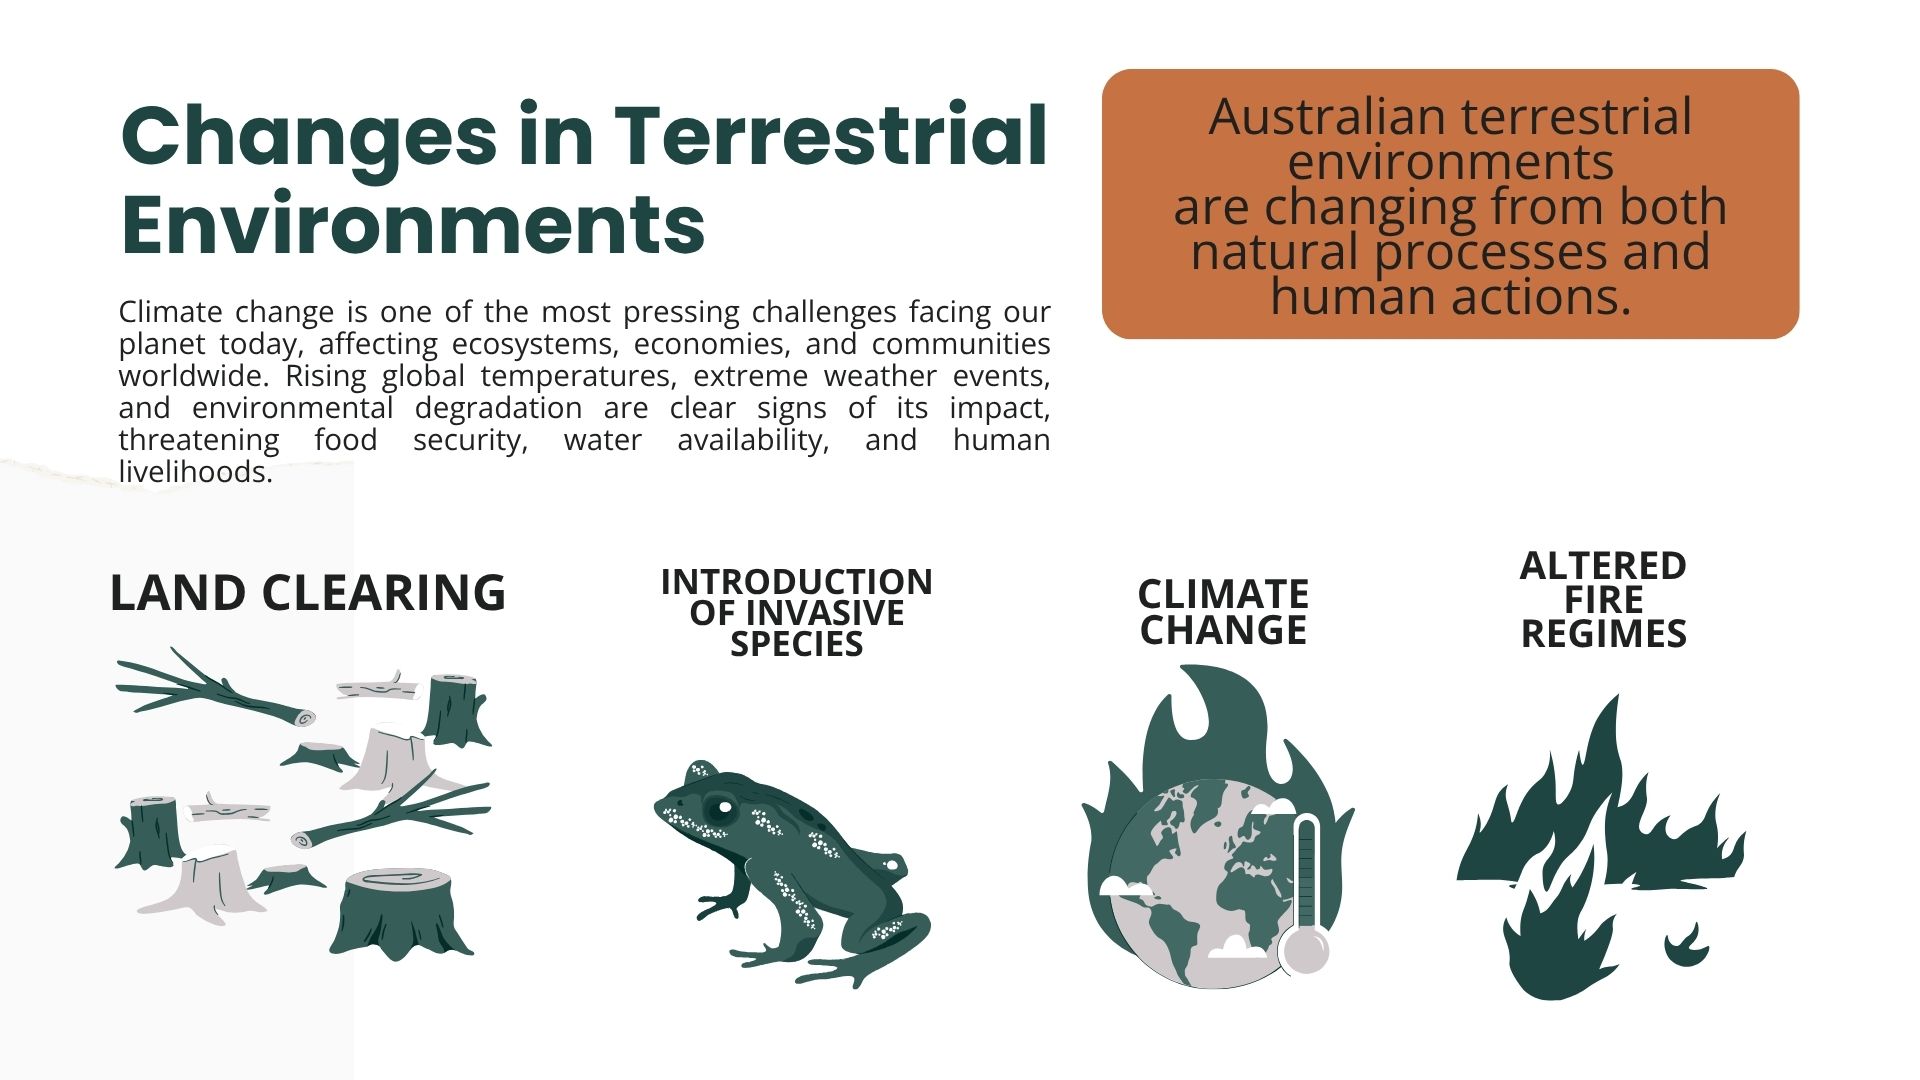 Changes in Terrestrial
Environments
Australian terrestrial
environments
are changing from both
natural processes and
human actions.
Climate change is one of the most pressing challenges facing our
planet today, affecting ecosystems, economies, and communities
worldwide. Rising global temperatures, extreme weather events,
and environmental degradation are clear signs of its impact,
threatening food security, water availability, and human
livelihoods.
LAND CLEARING
INTRODUCTION
OF INVASIVE
SPECIES
CLIMATE
CHANGE
ALTERED
FIRE
REGIMES